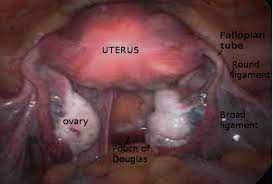 UTERUS
Fallopian
tube
Round
ligament
ovary
Broad
ligament
Pouch of
Douglas